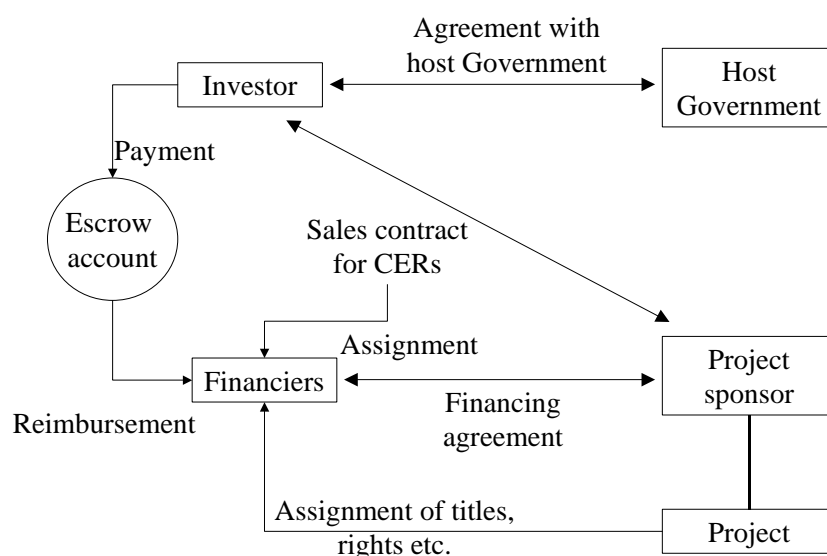 Agreement with
host Government
Investor
Host
Government
Payment
Escrow
account
Sales contract
for CERs
Assignment
Financiers
Project
sponsor
Financing
agreement
Reimbursement
Assignment of titles,
rights etc.
Project